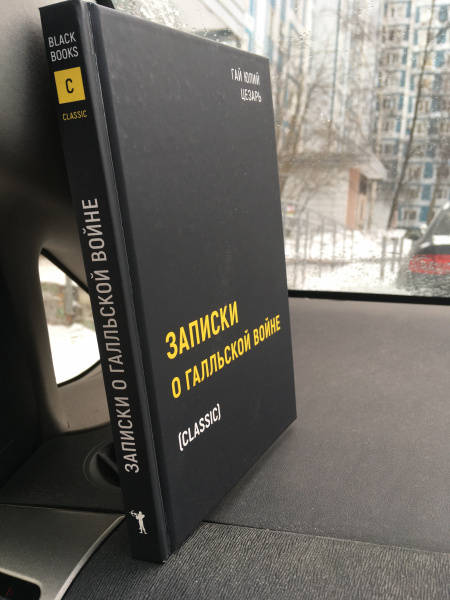 BLACK
BOOKS
C
CLASSIC
ЗАПИСКИ О ГАЛЛЬСКОЙ ВОЙНЕ
ГАЙ ЮЛИЙ
ЦЕЗАРЬ
ЗАПИСКИ
О ГАЛЛЬСКОЙ ВОЙНЕ
(CLASSIC)